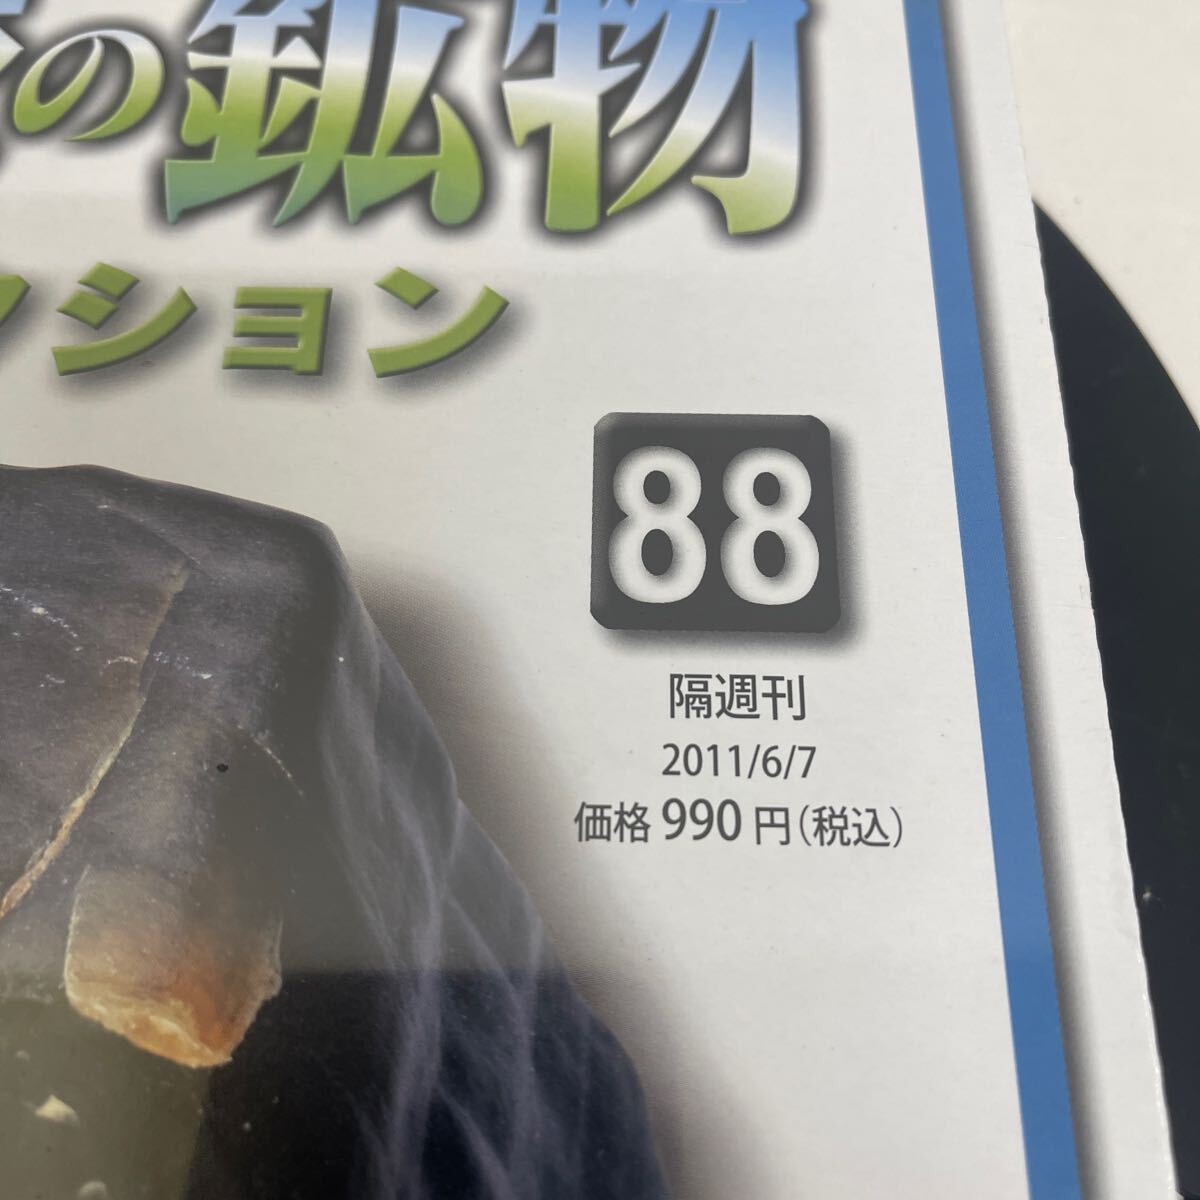 の鉱物
クション
88
隔週刊
2011/6/7
価格 990 円（税込）